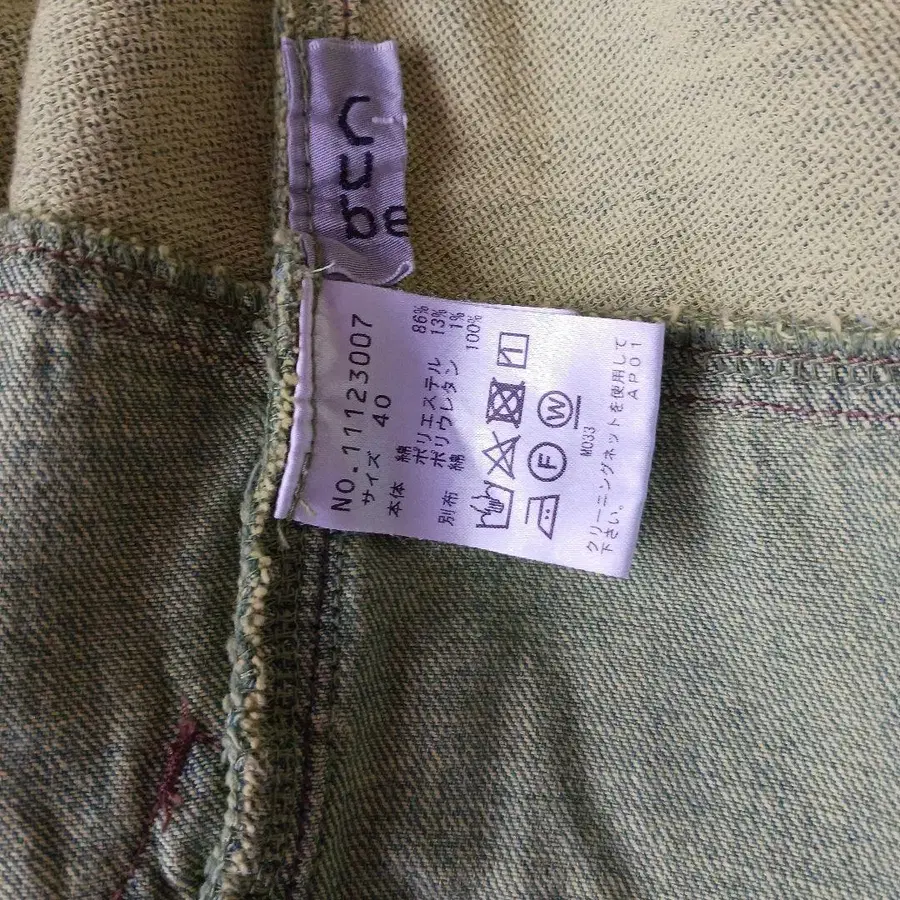 No.11123007
サイズ 40
本体 綿 86%
ポリエステル 13%
ポリウレタン 1%
別布 綿 100%
W
F
M033
クリーニングネットを使用して
下さい。 AP01